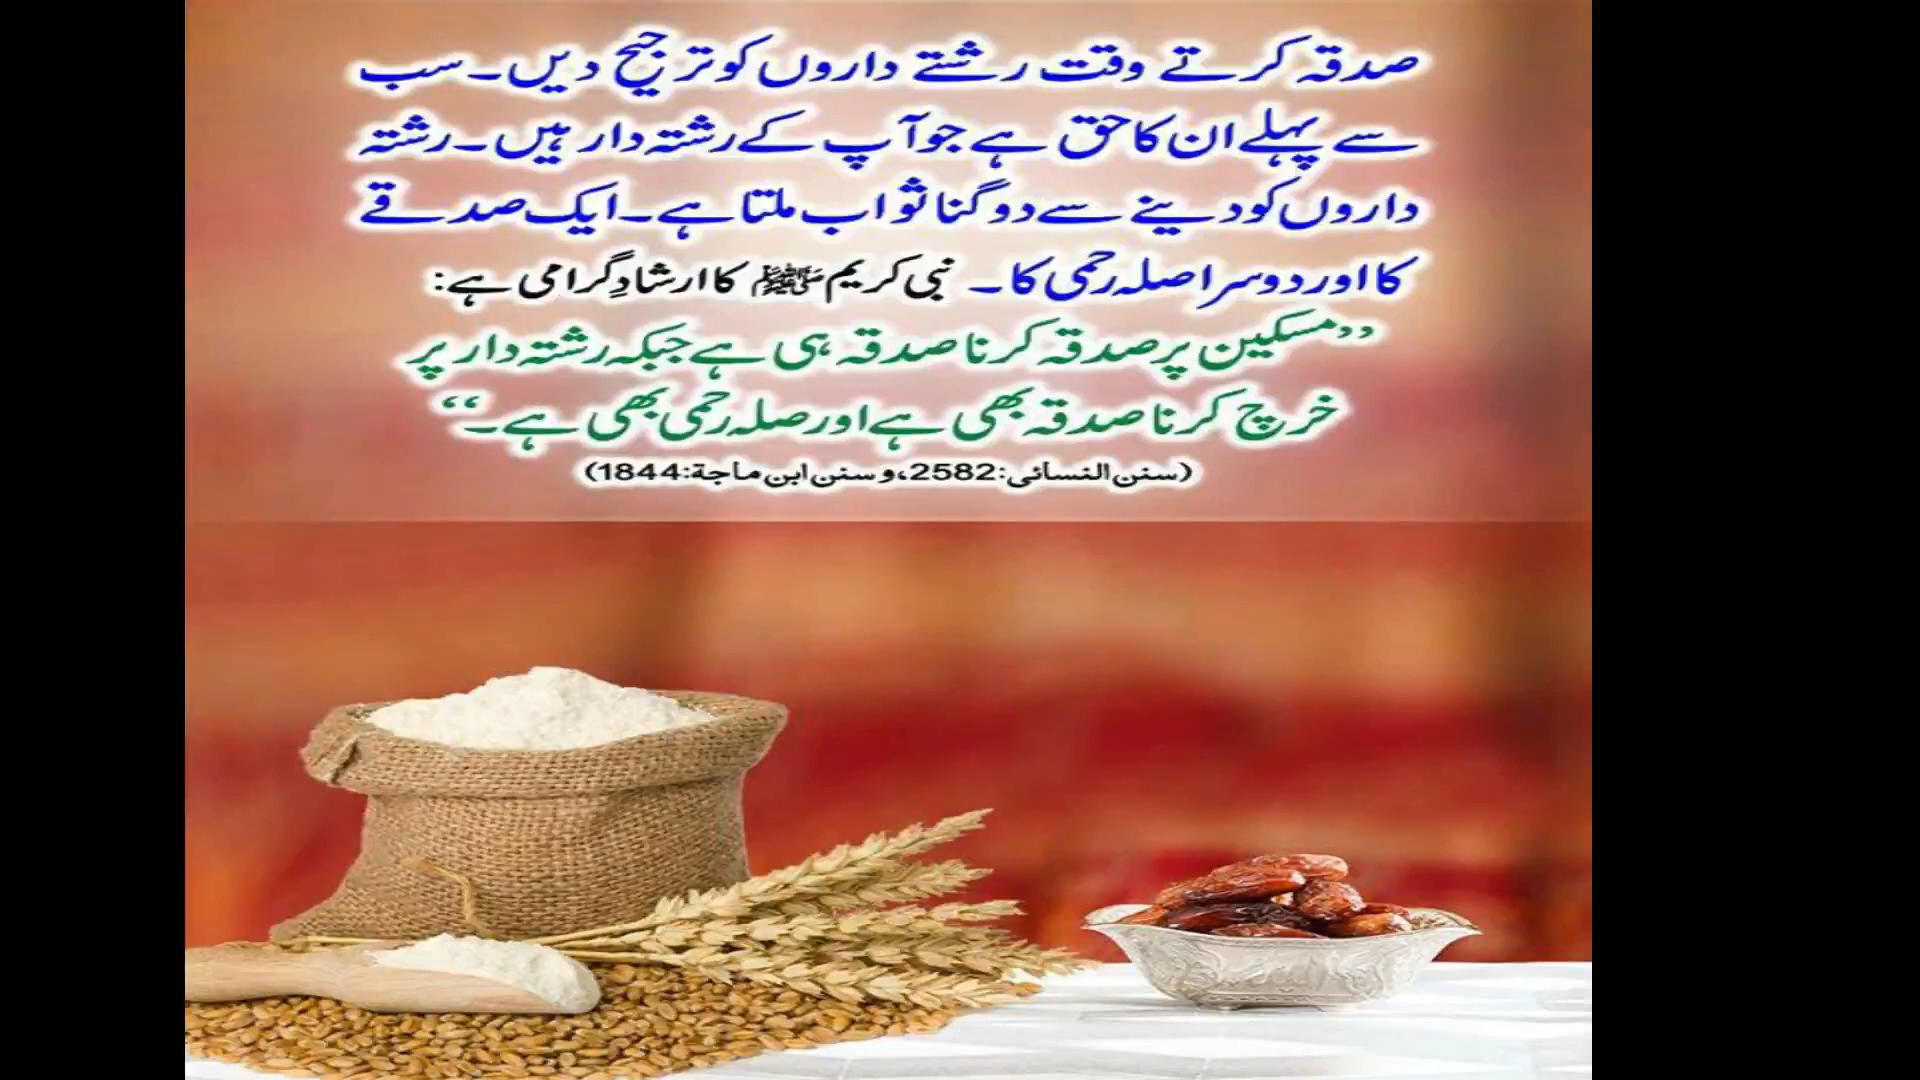 صدقہ کرتے وقت رشتے داروں کو ترجیح دیں۔ سب
سے پہلے ان کا حق ہے جو آپ کے رشتہ دار ہیں۔ رشتہ
داروں کو دینے سے دوگنا ثواب ملتا ہے۔ ایک صدقے
کا اور دوسرا صلہ رحمی کا۔ نبی کریم ﷺ کا ارشادِ گرامی ہے:
’’مسکین پر صدقہ کرنا صدقہ ہی ہے جبکہ رشتہ دار پر
خرچ کرنا صدقہ بھی ہے اور صلہ رحمی بھی ہے۔‘‘
(سنن النسائی:2582، و سنن ابن ماجة:1844)